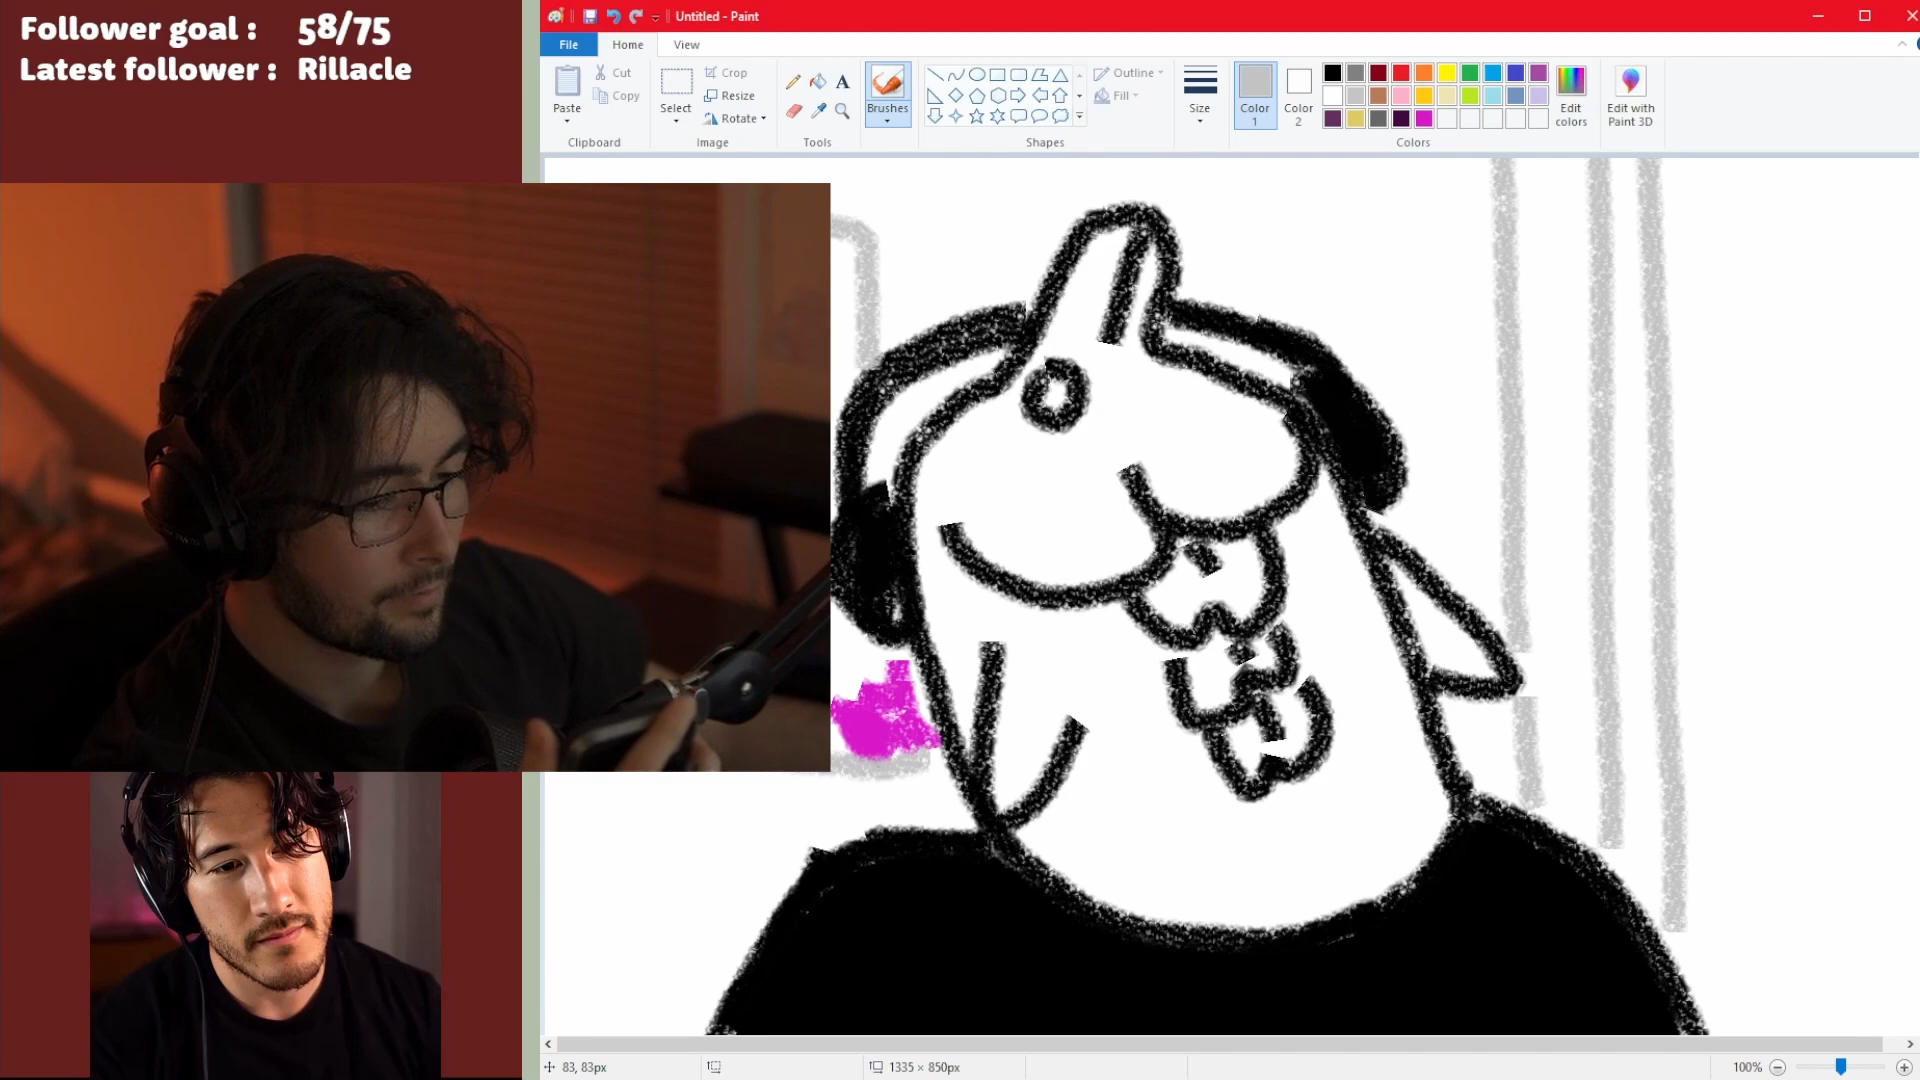 Follower goal : 58/75
Latest follower : Rillacle
Untitled - Paint
File Home View
Paste
Cut
Copy
Clipboard
Select
Crop
Resize
Rotate
Image
Tools
Brushes
Shapes
Outline
Fill
Size
Color 1
Color 2
Edit colors
Colors
Edit with Paint 3D
83, 83px
1335 × 850px
100%